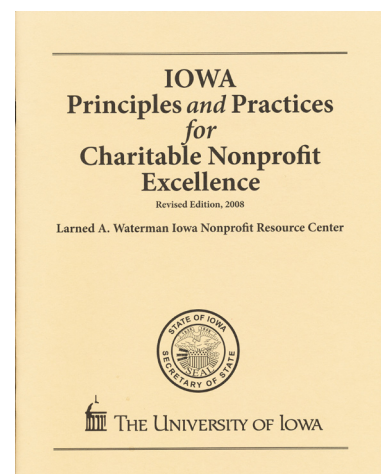 IOWA
Principles and Practices
for
Charitable Nonprofit
Excellence
Revised Edition, 2008
Larned A. Waterman Iowa Nonprofit Resource Center
STATE OF IOWA
SEAL
SECRETARY OF STATE
THE UNIVERSITY OF IOWA